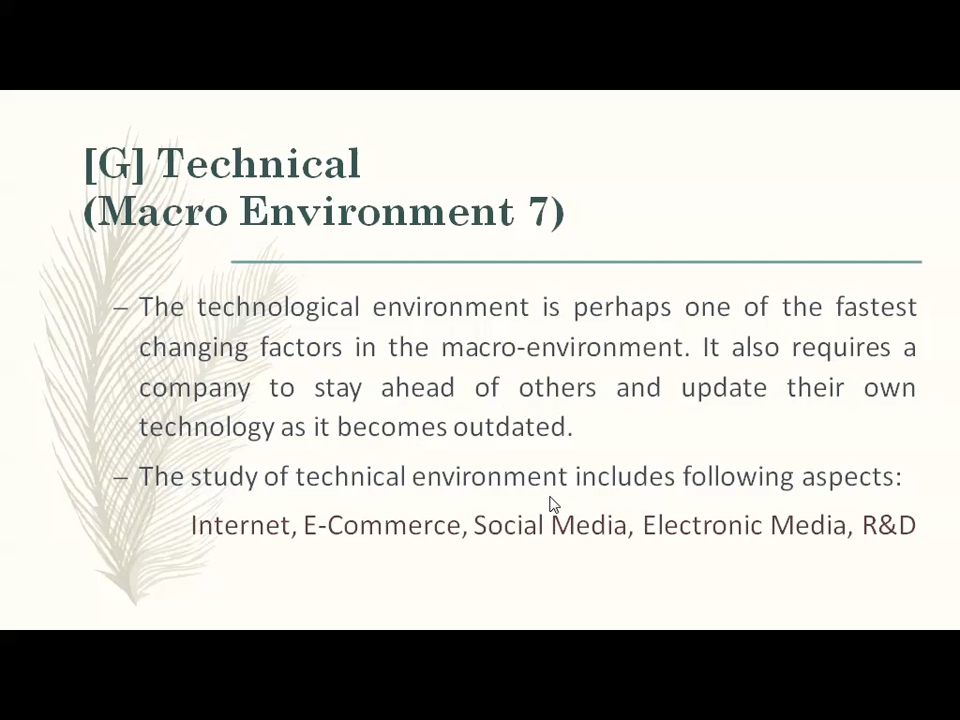 [G] Technical
(Macro Environment 7)
– The technological environment is perhaps one of the fastest
changing factors in the macro-environment. It also requires a
company to stay ahead of others and update their own
technology as it becomes outdated.
– The study of technical environment includes following aspects:
Internet, E-Commerce, Social Media, Electronic Media, R&D